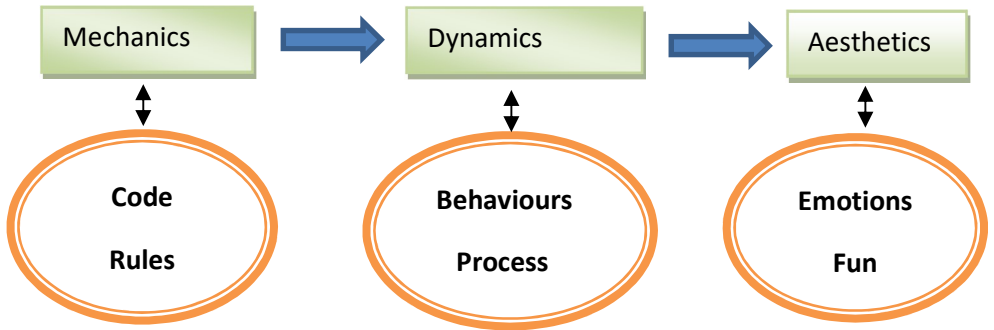 Mechanics
Dynamics
Aesthetics
Code
Rules
Behaviours
Process
Emotions
Fun